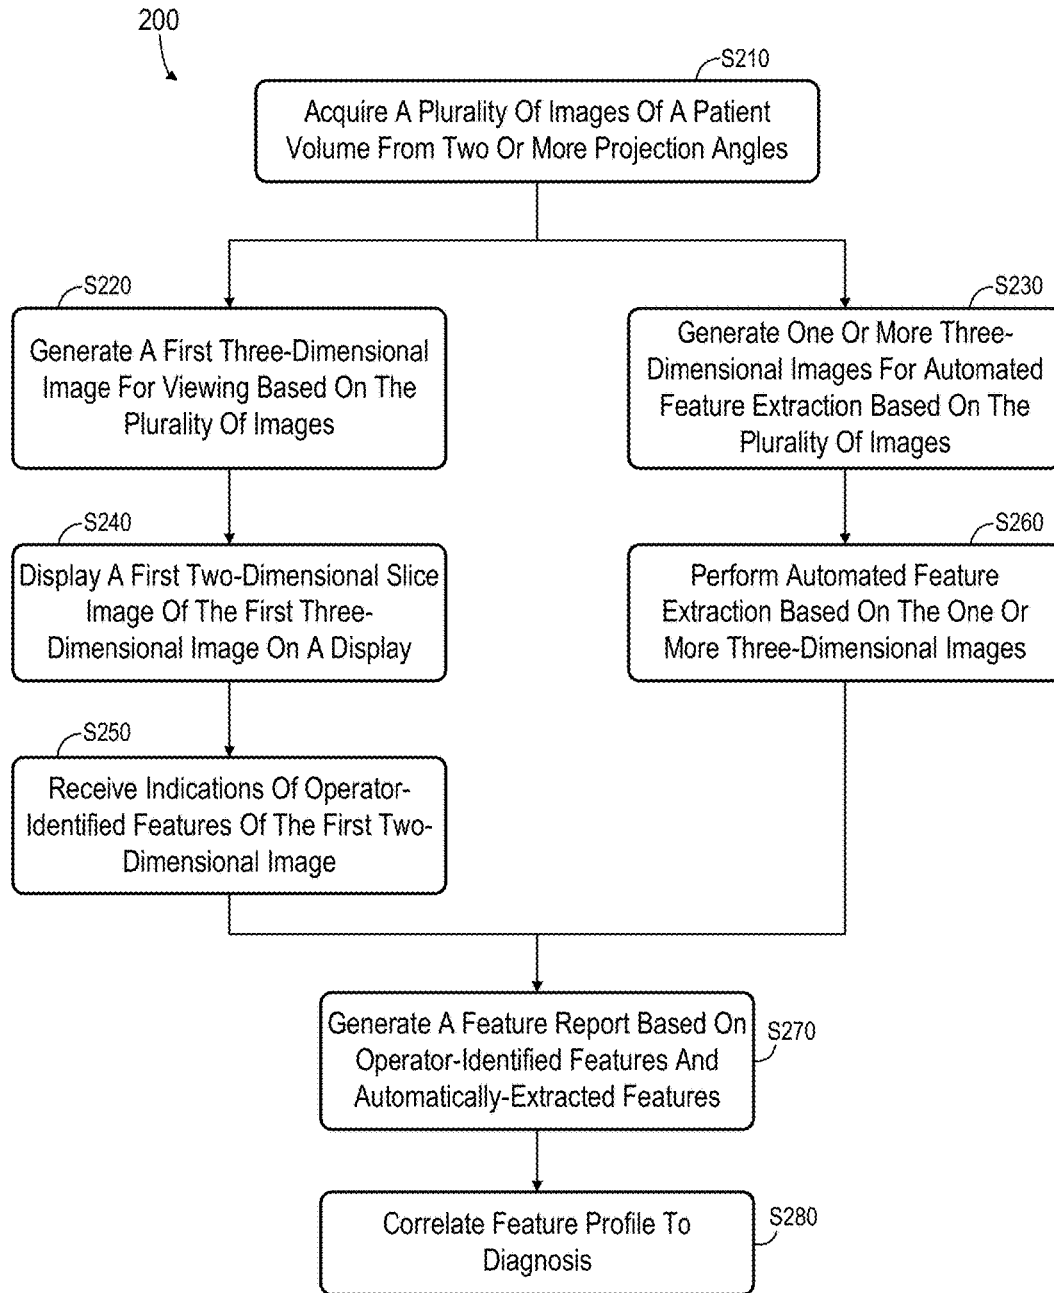 200
S210
Acquire A Plurality Of Images Of A Patient
Volume From Two Or More Projection Angles
S220
Generate A First Three-Dimensional
Image For Viewing Based On The
Plurality Of Images
S230
Generate One Or More Three-
Dimensional Images For Automated
Feature Extraction Based On The
Plurality Of Images
S240
Display A First Two-Dimensional Slice
Image Of The First Three-
Dimensional Image On A Display
S260
Perform Automated Feature
Extraction Based On The One Or
More Three-Dimensional Images
S250
Receive Indications Of Operator-
Identified Features Of The First Two-
Dimensional Image
Generate A Feature Report Based On
Operator-Identified Features And
Automatically-Extracted Features
S270
Correlate Feature Profile To
Diagnosis
S280